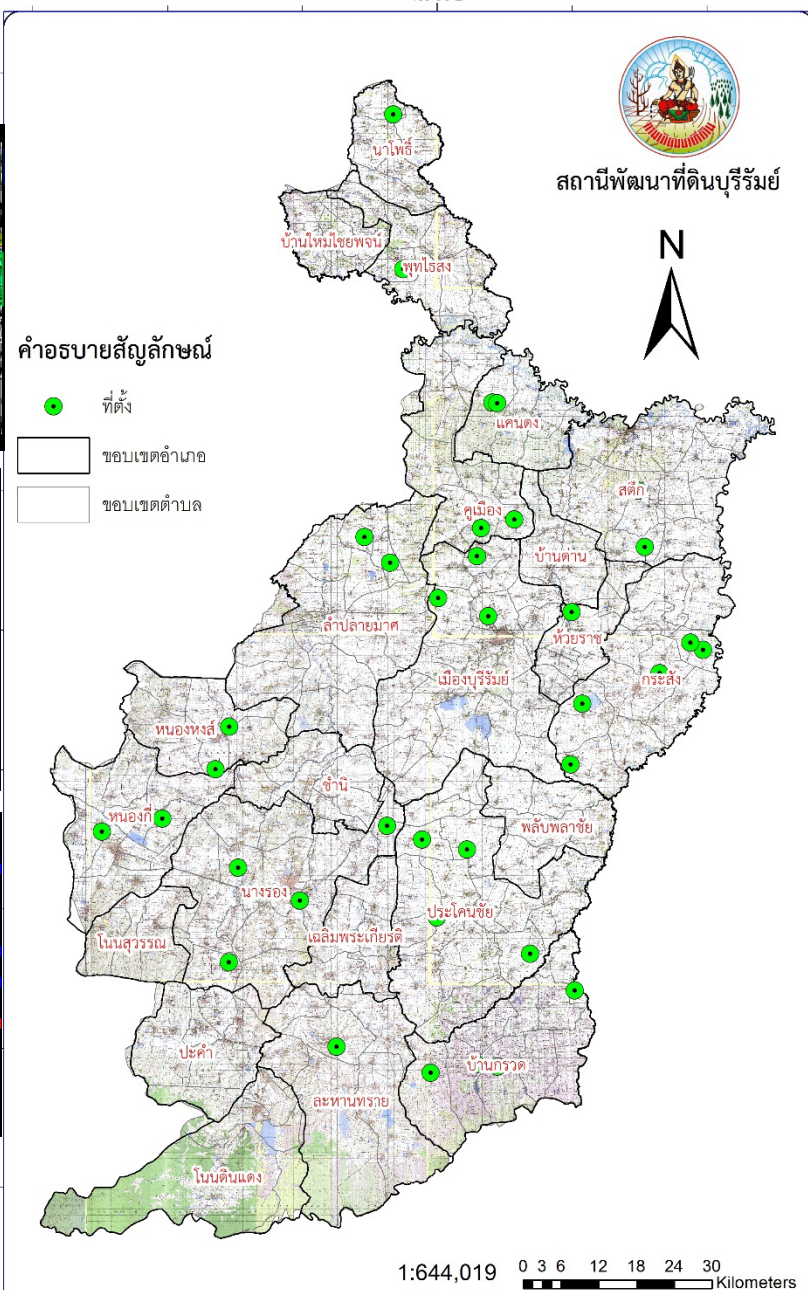 สถานีพัฒนาที่ดินบุรีรัมย์
N
คำอธบายสัญลักษณ์
ที่ตั้ง
ขอบเขตอำเภอ
ขอบเขตตำบล
นาโพธิ์
บ้านใหม่ไชยพจน์
พุทไธสง
แคนดง
สตึก
คูเมือง
บ้านด่าน
ลำปลายมาศ
ห้วยราช
เมืองบุรีรัมย์
กระสัง
หนองหงส์
ชำนิ
หนองกี่
พลับพลาชัย
นางรอง
ประโคนชัย
โนนสุวรรณ
เฉลิมพระเกียรติ
ปะคำ
บ้านกรวด
ละหานทราย
โนนดินแดง
1:644,019
0 3 6 12 18 24 30
Kilometers